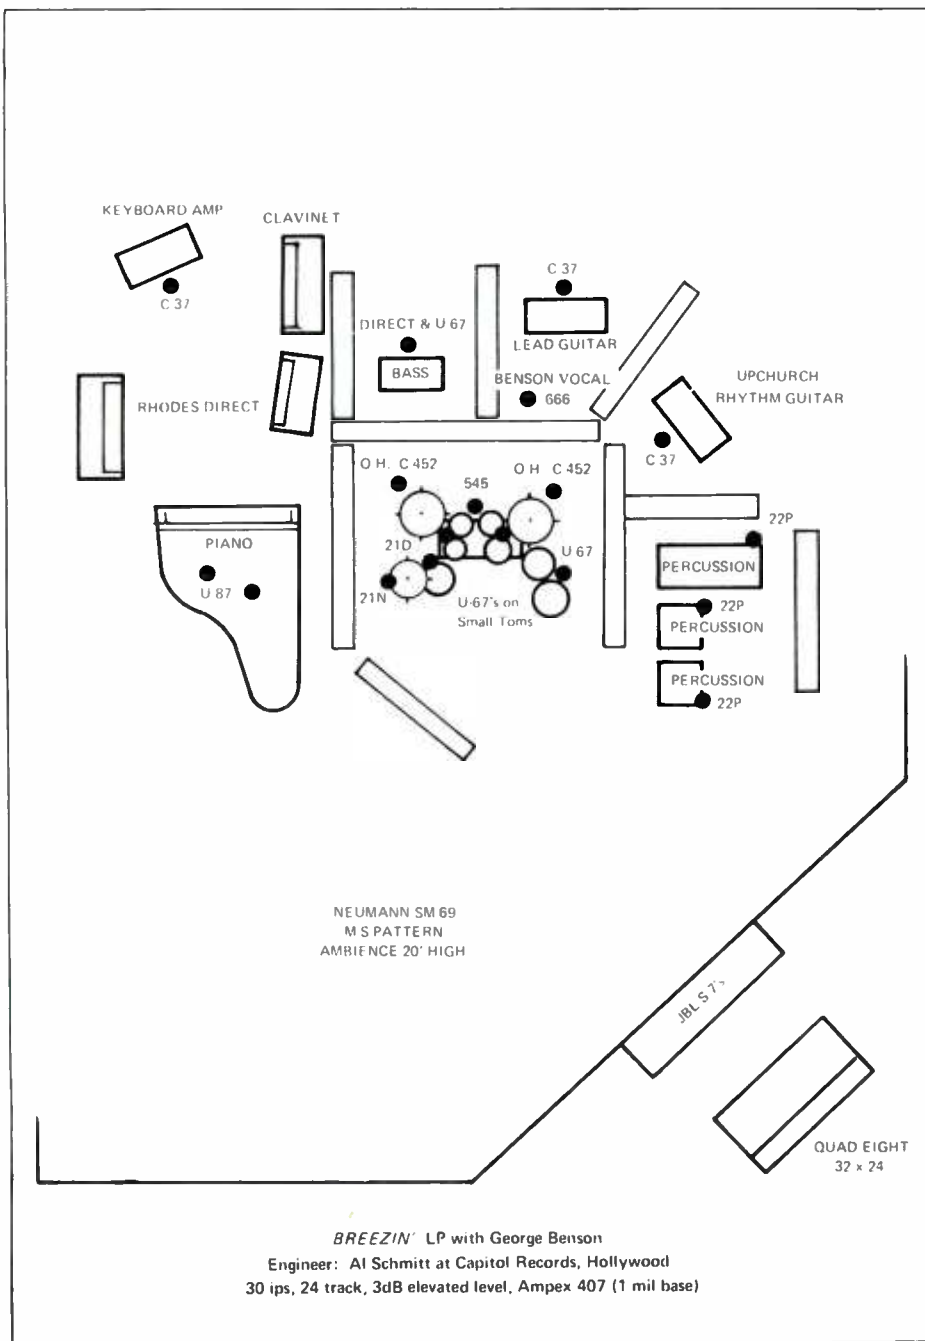 KEYBOARD AMP
C 37
CLAVINET
RHODES DIRECT
DIRECT & U 67
BASS
C 37
LEAD GUITAR
BENSON VOCAL
666
UPCHURCH
RHYTHM GUITAR
C 37
O H. C 452
545
O H C 452
21D
U 67
21N
U-67's on
Small Toms
PIANO
U 87
22P
PERCUSSION
22P
PERCUSSION
PERCUSSION
22P
NEUMANN SM 69
M S PATTERN
AMBIENCE 20' HIGH
JBL S 7's
QUAD EIGHT
32 x 24
BREEZIN' LP with George Benson
Engineer: Al Schmitt at Capitol Records, Hollywood
30 ips, 24 track, 3dB elevated level, Ampex 407 (1 mil base)